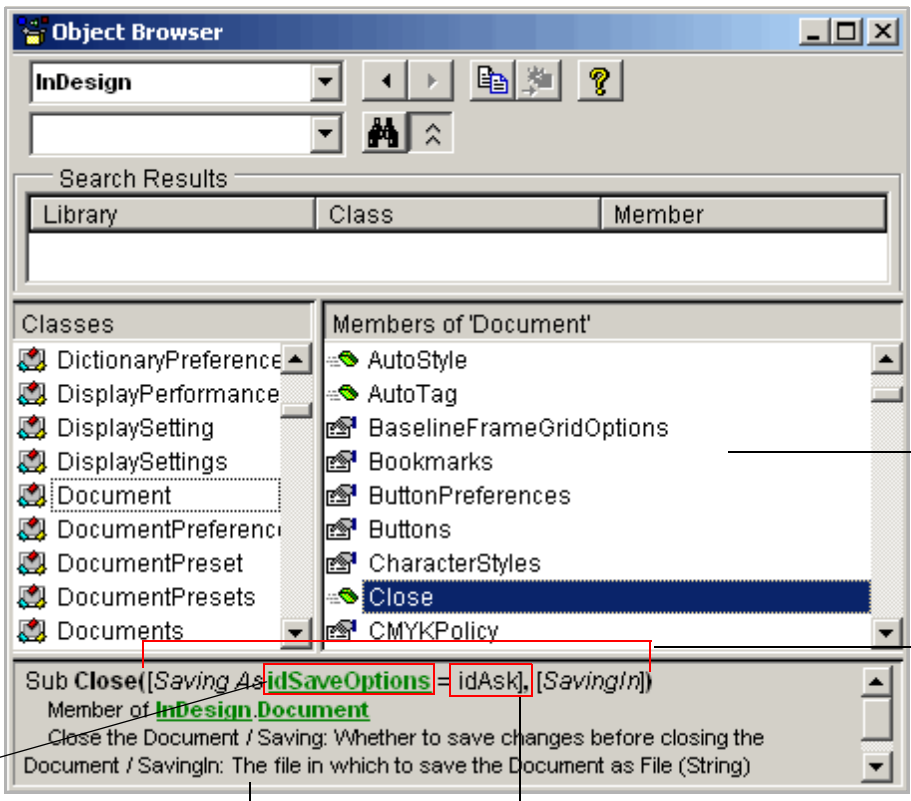 Object Browser
InDesign
Search Results
Library Class Member
Classes Members of 'Document'
DictionaryPreference AutoStyle
DisplayPerformance AutoTag
DisplaySetting BaselineFrameGridOptions
DisplaySettings Bookmarks
Document ButtonPreferences
DocumentPreferenc Buttons
DocumentPreset CharacterStyles
DocumentPresets Close
Documents CMYKPolicy
Sub Close([Saving As idSaveOptions = idAsk], [SavingIn])
Member of InDesign.Document
Close the Document / Saving: Whether to save changes before closing the
Document / SavingIn: The file in which to save the Document as File (String)